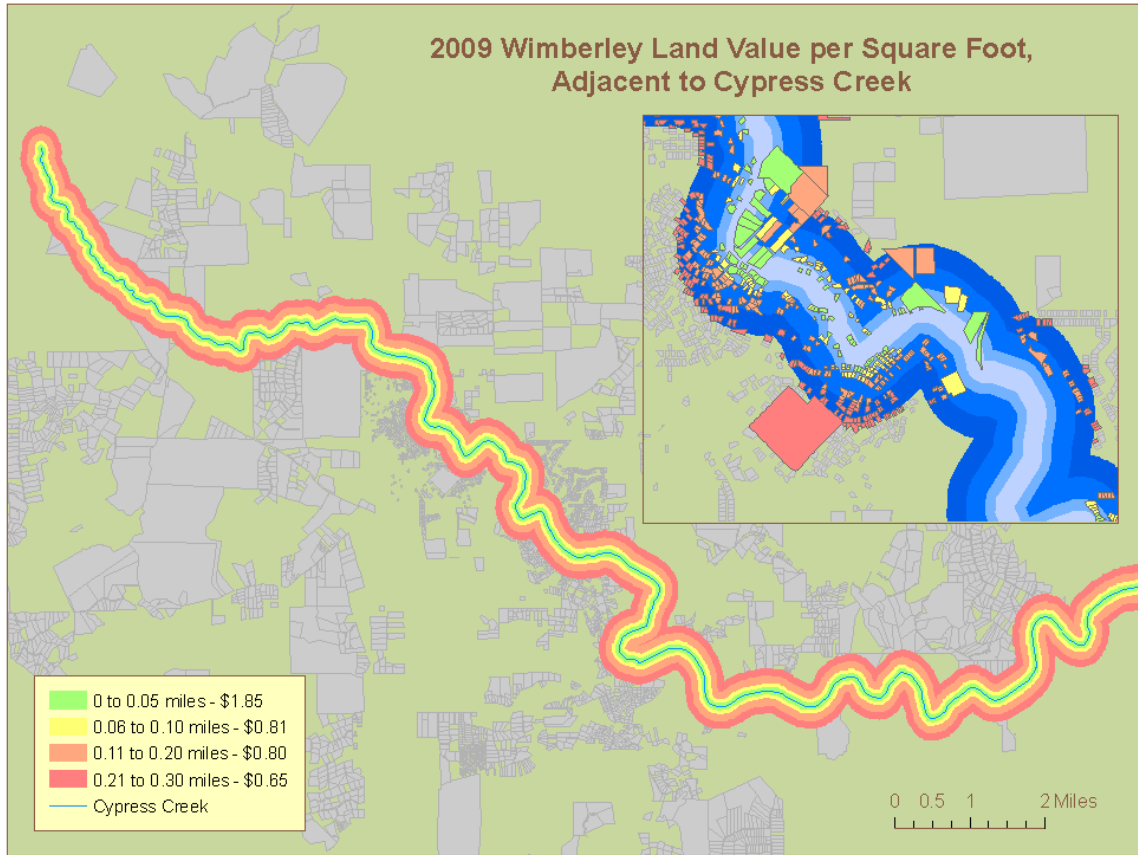 2009 Wimberley Land Value per Square Foot,
Adjacent to Cypress Creek
0 to 0.05 miles - $1.85
0.06 to 0.10 miles - $0.81
0.11 to 0.20 miles - $0.80
0.21 to 0.30 miles - $0.65
Cypress Creek
0 0.5 1 2 Miles